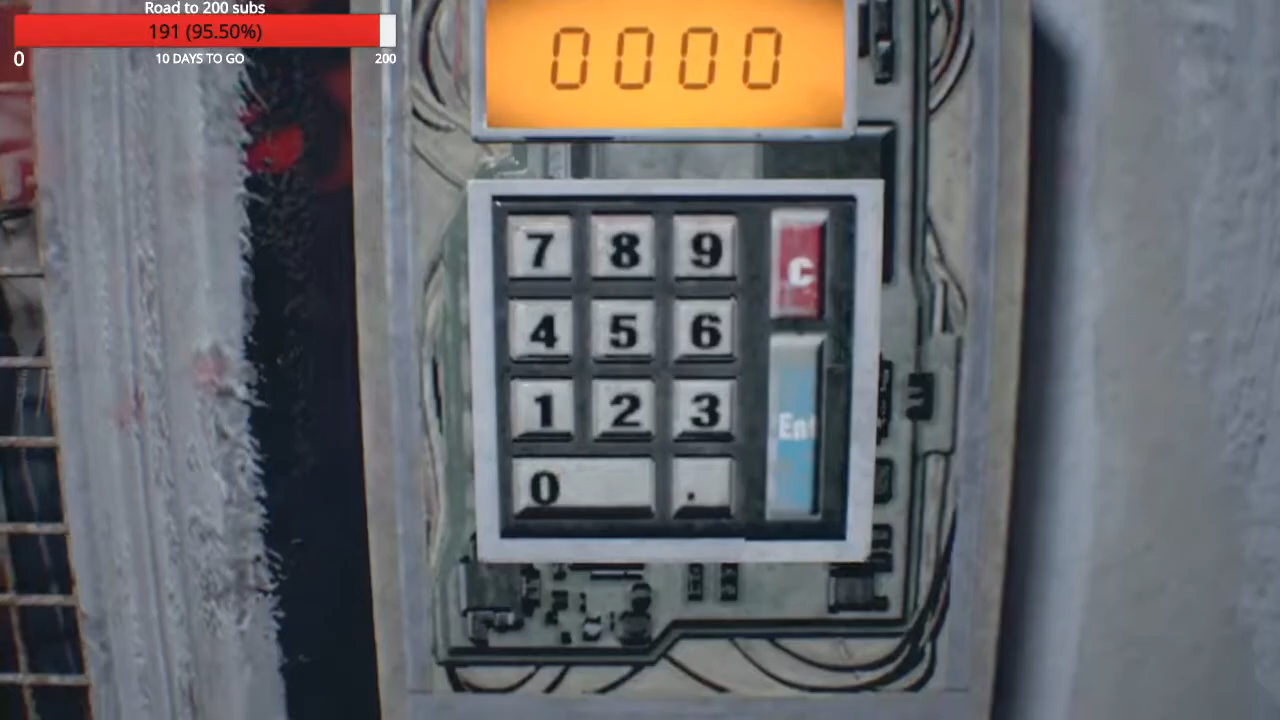 Road to 200 subs
191 (95.50%)
0 10 DAYS TO GO 200
0000
7 8 9 C
4 5 6
1 2 3 Ent
0 .